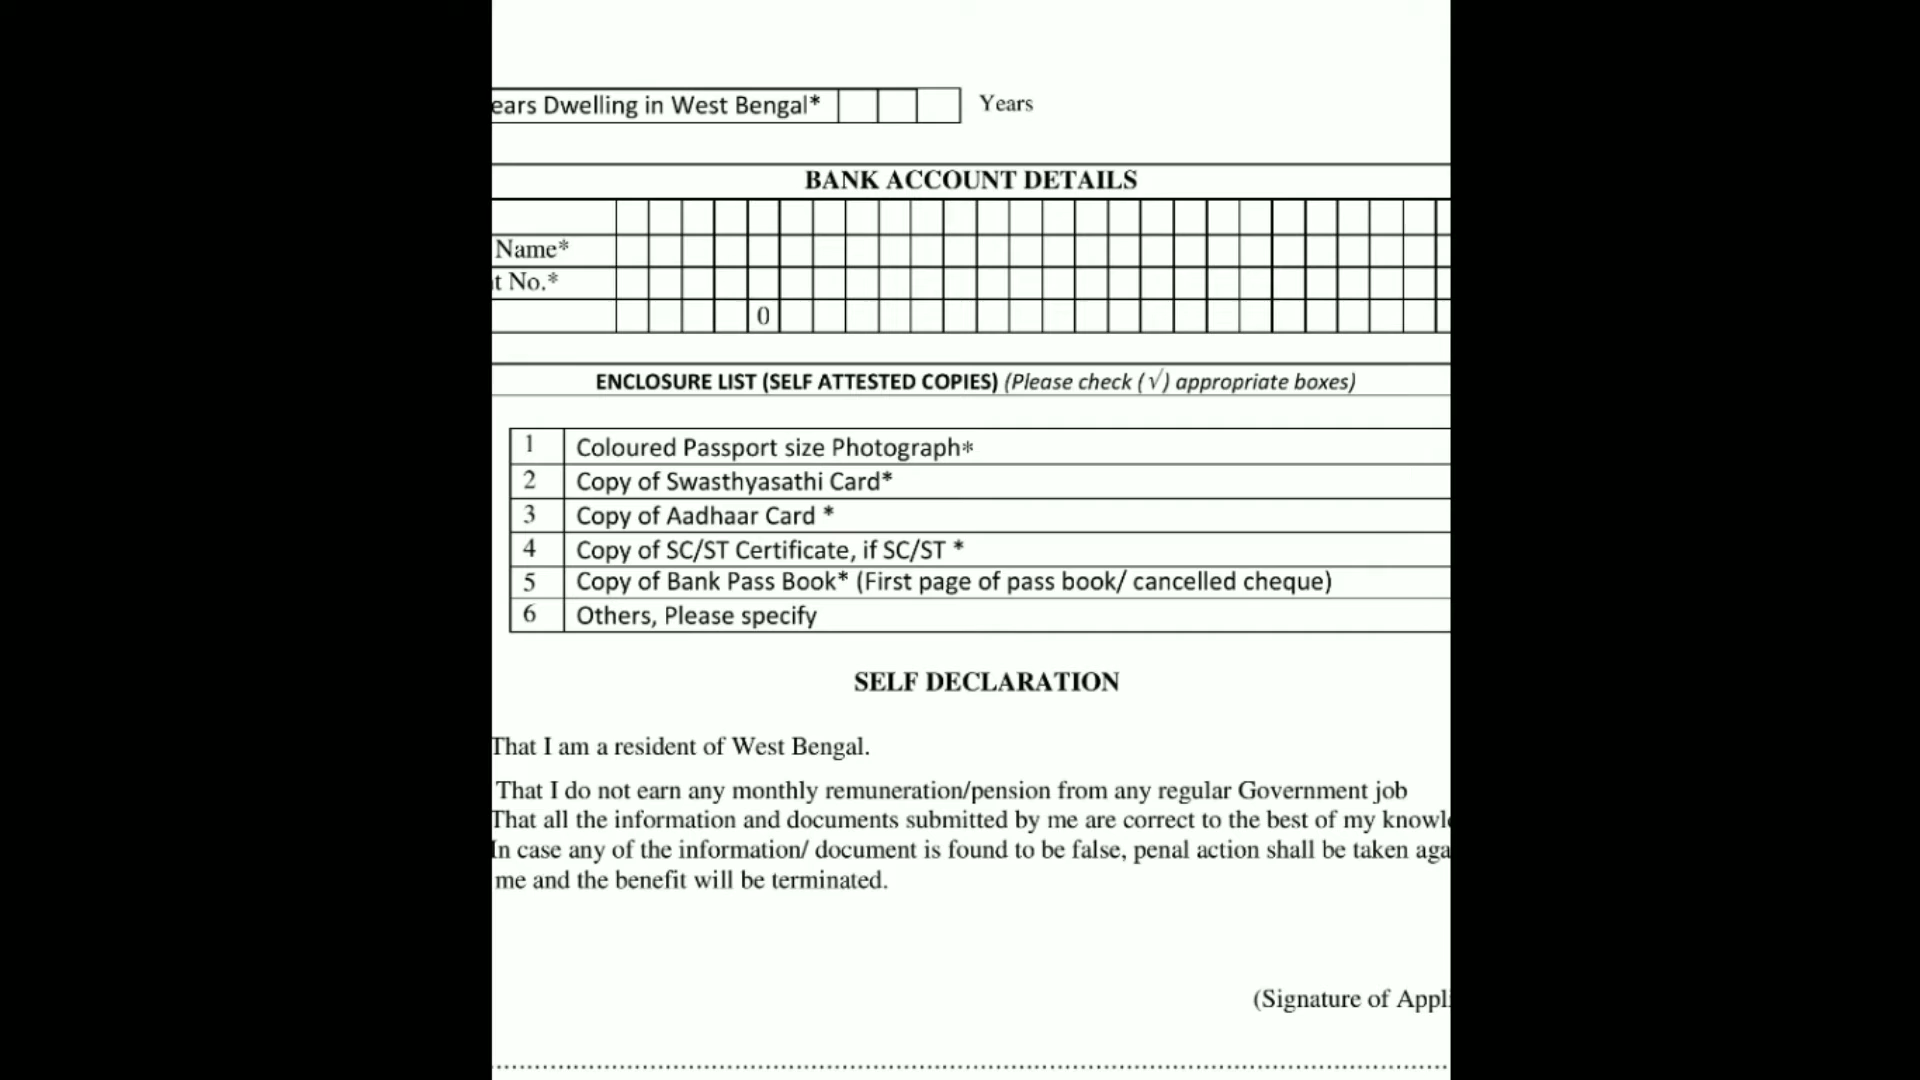 ears Dwelling in West Bengal* Years
BANK ACCOUNT DETAILS
Name*
t No.*
0
ENCLOSURE LIST (SELF ATTESTED COPIES) (Please check (√) appropriate boxes)
1 Coloured Passport size Photograph*
2 Copy of Swasthyasathi Card*
3 Copy of Aadhaar Card *
4 Copy of SC/ST Certificate, if SC/ST *
5 Copy of Bank Pass Book* (First page of pass book/ cancelled cheque)
6 Others, Please specify
SELF DECLARATION
That I am a resident of West Bengal.
That I do not earn any monthly remuneration/pension from any regular Government job
That all the information and documents submitted by me are correct to the best of my knowl
In case any of the information/ document is found to be false, penal action shall be taken aga
me and the benefit will be terminated.
(Signature of Appli